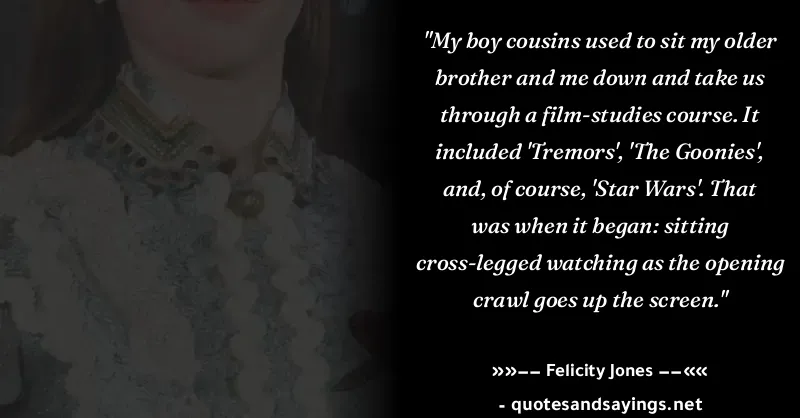 "My boy cousins used to sit my older
brother and me down and take us
through a film-studies course. It
included 'Tremors', 'The Goonies',
and, of course, 'Star Wars'. That
was when it began: sitting
cross-legged watching as the opening
crawl goes up the screen."
»»−− Felicity Jones −−««
- quotesandsayings.net